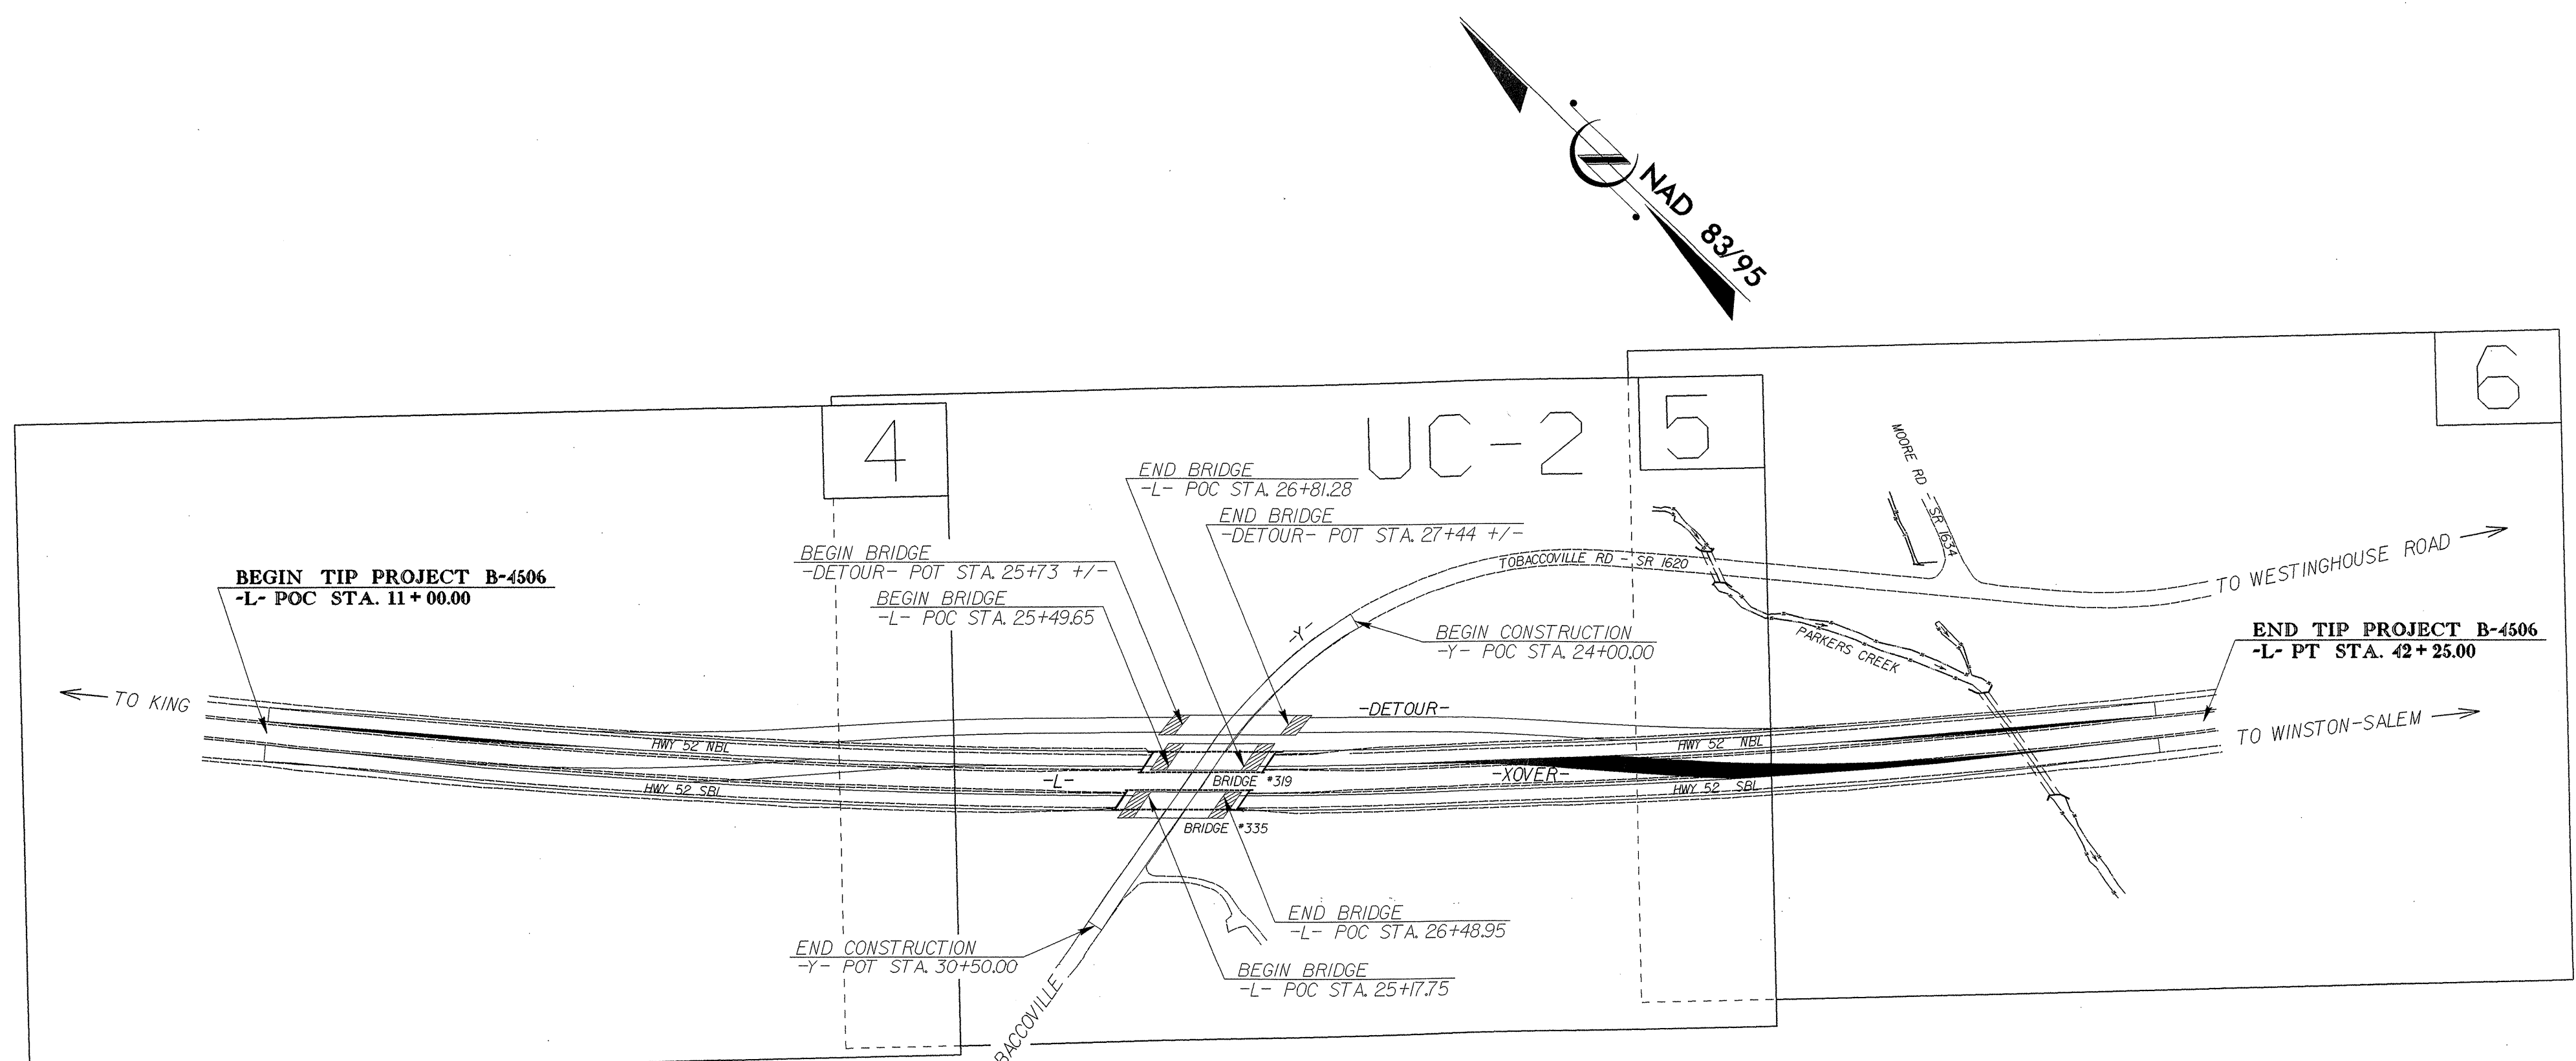 NAD 83/95
4
UC-2
5
6
END BRIDGE
-L- POC STA. 26+81.28
END BRIDGE
-DETOUR- POT STA. 27+44 +/-
BEGIN BRIDGE
-DETOUR- POT STA. 25+73 +/-
BEGIN BRIDGE
-L- POC STA. 25+49.65
BEGIN TIP PROJECT B-4506
-L- POC STA. 11+00.00
MOORE RD - SR 1634
TOBACCOVILLE RD - SR 1620
TO WESTINGHOUSE ROAD
-Y-
BEGIN CONSTRUCTION
-Y- POC STA. 24+00.00
PARKERS CREEK
END TIP PROJECT B-4506
-L- PT STA. 42+25.00
TO KING
-DETOUR-
TO WINSTON-SALEM
HWY 52 NBL
HWY 52 NBL
-L-
BRIDGE #319
-XOVER-
HWY 52 SBL
HWY 52 SBL
BRIDGE #335
END BRIDGE
-L- POC STA. 26+48.95
END CONSTRUCTION
-Y- POT STA. 30+50.00
BEGIN BRIDGE
-L- POC STA. 25+17.75
BACCOVILLE